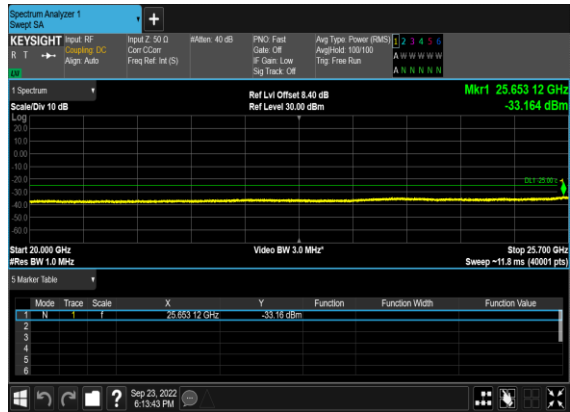 Spectrum Analyzer 1
Swept SA
+
KEYSIGHT
R T
LU
Input: RF
Coupling: DC
Align: Auto
Input Z: 50 Ω
Corr CCorr
Freq Ref: Int (S)
#Atten: 40 dB
PNO: Fast
Gate: Off
IF Gain: Low
Sig Track: Off
Avg Type: Power (RMS)
Avg|Hold: 100/100
Trig: Free Run
1 2 3 4 5 6
A W W W W W
A N N N N N
1 Spectrum
Scale/Div 10 dB
Ref Lvl Offset 8.40 dB
Ref Level 30.00 dBm
Mkr1 25.653 12 GHz
-33.164 dBm
Log
20.0
10.0
0.00
-10.0
-20.0
-30.0
-40.0
-50.0
-60.0
1
Start 20.000 GHz
#Res BW 1.0 MHz
Video BW 3.0 MHz*
Stop 25.700 GHz
Sweep ~11.8 ms (40001 pts)
5 Marker Table
Mode Trace Scale X Y Function Function Width Function Value
1 N 1 f 25.653 12 GHz -33.16 dBm
2
3
4
5
6
?
Sep 23, 2022
6:13:43 PM